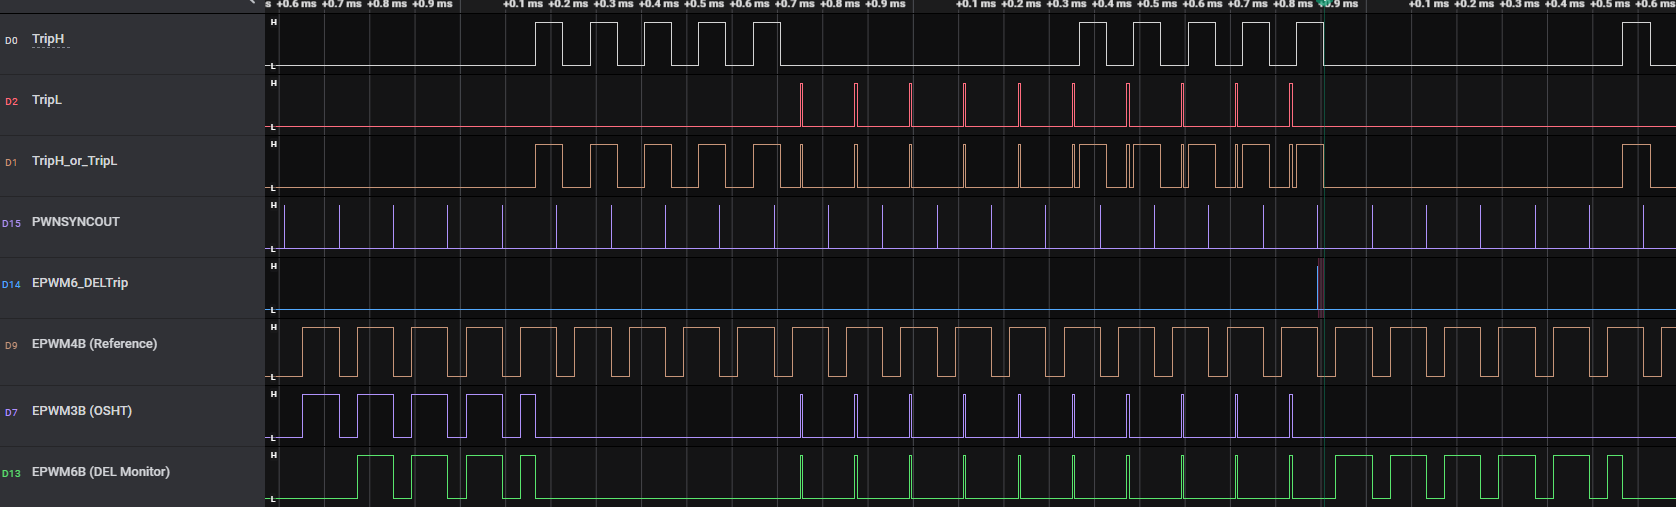 s +0.6 ms +0.7 ms +0.8 ms +0.9 ms +0.1 ms +0.2 ms +0.3 ms +0.4 ms +0.5 ms +0.6 ms +0.7 ms +0.8 ms +0.9 ms +0.1 ms +0.2 ms +0.3 ms +0.4 ms +0.5 ms +0.6 ms +0.7 ms +0.8 ms +0.9 ms +0.1 ms +0.2 ms +0.3 ms +0.4 ms +0.5 ms +0.6 ms
H
D0 TripH
L
H
D2 TripL
L
H
D1 TripH_or_TripL
L
H
D15 PWNSYNCOUT
L
H
D14 EPWM6_DELTrip
L
H
D9 EPWM4B (Reference)
L
H
D7 EPWM3B (OSHT)
L
H
D13 EPWM6B (DEL Monitor)
L